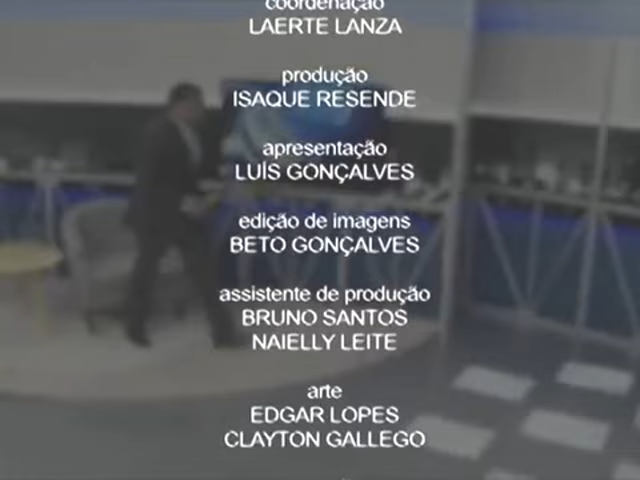 coordenação
LAERTE LANZA
produção
ISAQUE RESENDE
apresentação
LUÍS GONÇALVES
edição de imagens
BETO GONÇALVES
assistente de produção
BRUNO SANTOS
NAIELLY LEITE
arte
EDGAR LOPES
CLAYTON GALLEGO